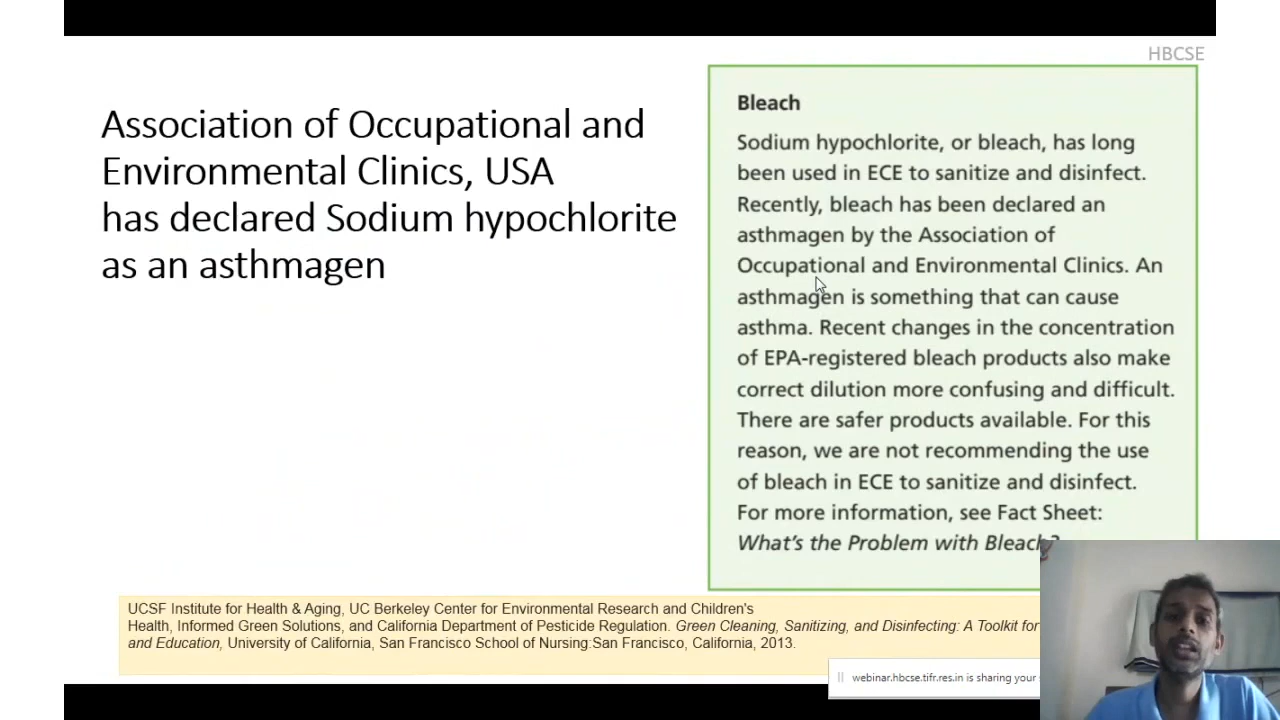 HBCSE
Association of Occupational and
Environmental Clinics, USA
has declared Sodium hypochlorite
as an asthmagen
Bleach
Sodium hypochlorite, or bleach, has long
been used in ECE to sanitize and disinfect.
Recently, bleach has been declared an
asthmagen by the Association of
Occupational and Environmental Clinics. An
asthmagen is something that can cause
asthma. Recent changes in the concentration
of EPA-registered bleach products also make
correct dilution more confusing and difficult.
There are safer products available. For this
reason, we are not recommending the use
of bleach in ECE to sanitize and disinfect.
For more information, see Fact Sheet:
What's the Problem with Bleach?
UCSF Institute for Health & Aging, UC Berkeley Center for Environmental Research and Children's
Health, Informed Green Solutions, and California Department of Pesticide Regulation. Green Cleaning, Sanitizing, and Disinfecting: A Toolkit for
and Education, University of California, San Francisco School of Nursing:San Francisco, California, 2013.
webinar.hbcse.tifr.res.in is sharing your